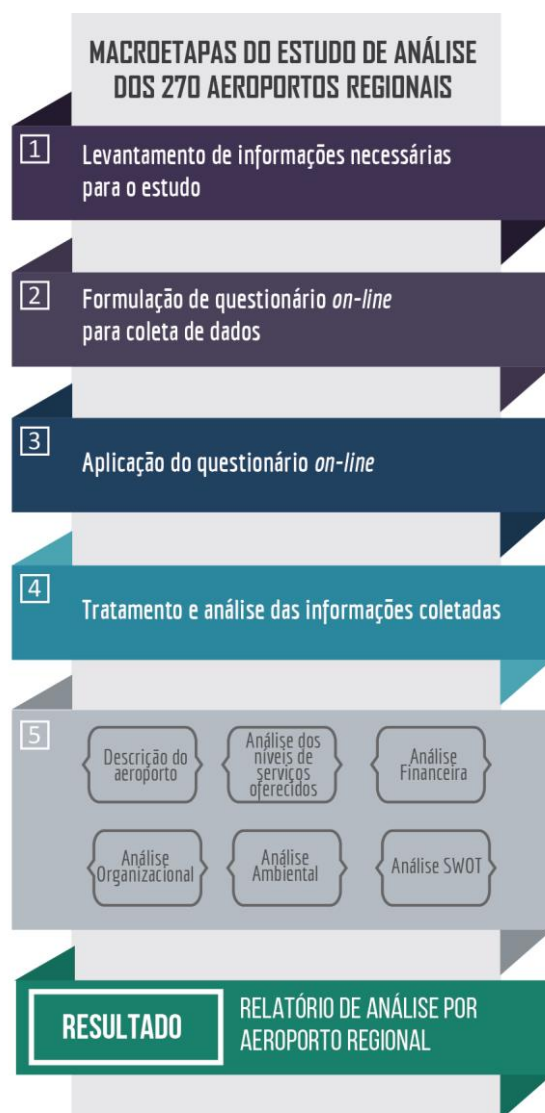 MACROETAPAS DO ESTUDO DE ANÁLISE
DOS 270 AEROPORTOS REGIONAIS
1
Levantamento de informações necessárias
para o estudo
2
Formulação de questionário on-line
para coleta de dados
3
Aplicação do questionário on-line
4
Tratamento e análise das informações coletadas
5
Descrição do
aeroporto
Análise dos
níveis de
serviços
oferecidos
Análise
Financeira
Análise
Organizacional
Análise
Ambiental
Análise SWOT
RESULTADO
RELATÓRIO DE ANÁLISE POR
AEROPORTO REGIONAL